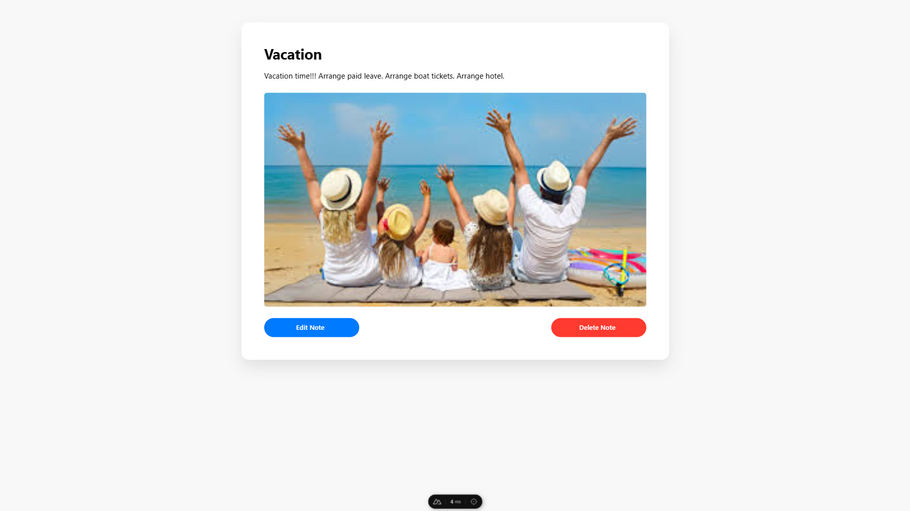 Vacation
Vacation time!!! Arrange paid leave. Arrange boat tickets. Arrange hotel.
Edit Note
Delete Note
4 ms